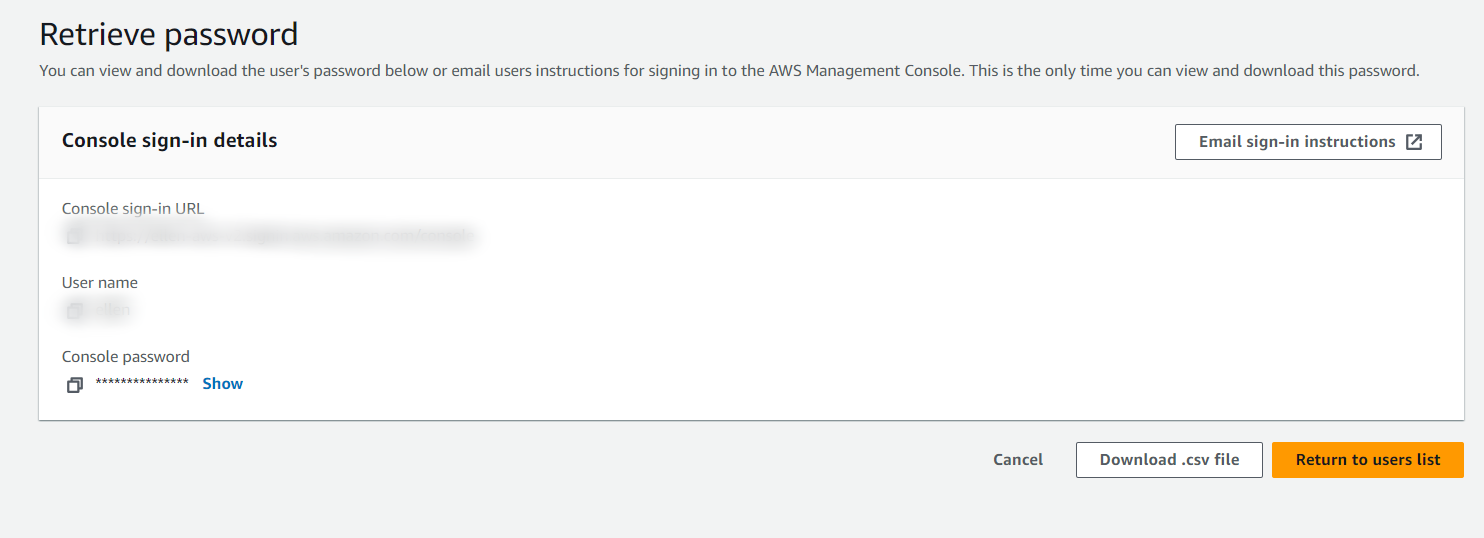 Retrieve password
You can view and download the user's password below or email users instructions for signing in to the AWS Management Console. This is the only time you can view and download this password.
Console sign-in details
Email sign-in instructions
Console sign-in URL
User name
Console password
*************** Show
Cancel
Download .csv file
Return to users list